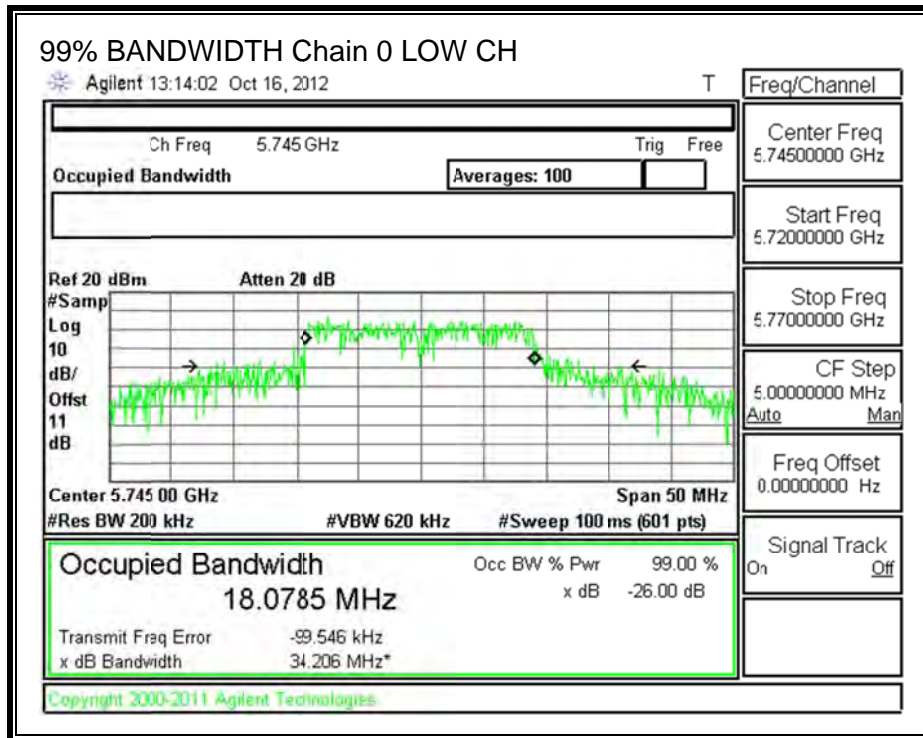 99% BANDWIDTH Chain 0 LOW CH
Agilent 13:14:02 Oct 16, 2012 T
Freq/Channel
Ch Freq 5.745 GHz Trig Free
Occupied Bandwidth Averages: 100
Center Freq
5.74500000 GHz
Start Freq
5.72000000 GHz
Stop Freq
5.77000000 GHz
CF Step
5.00000000 MHz
Auto Man
Freq Offset
0.00000000 Hz
Signal Track
On Off
Ref 20 dBm Atten 20 dB
#Samp
Log
10
dB/
Offst
11
dB
Center 5.745 00 GHz Span 50 MHz
#Res BW 200 kHz #VBW 620 kHz #Sweep 100 ms (601 pts)
Occupied Bandwidth Occ BW % Pwr 99.00 %
18.0785 MHz x dB -26.00 dB
Transmit Freq Error -99.546 kHz
x dB Bandwidth 34.206 MHz*
Copyright 2000-2011 Agilent Technologies